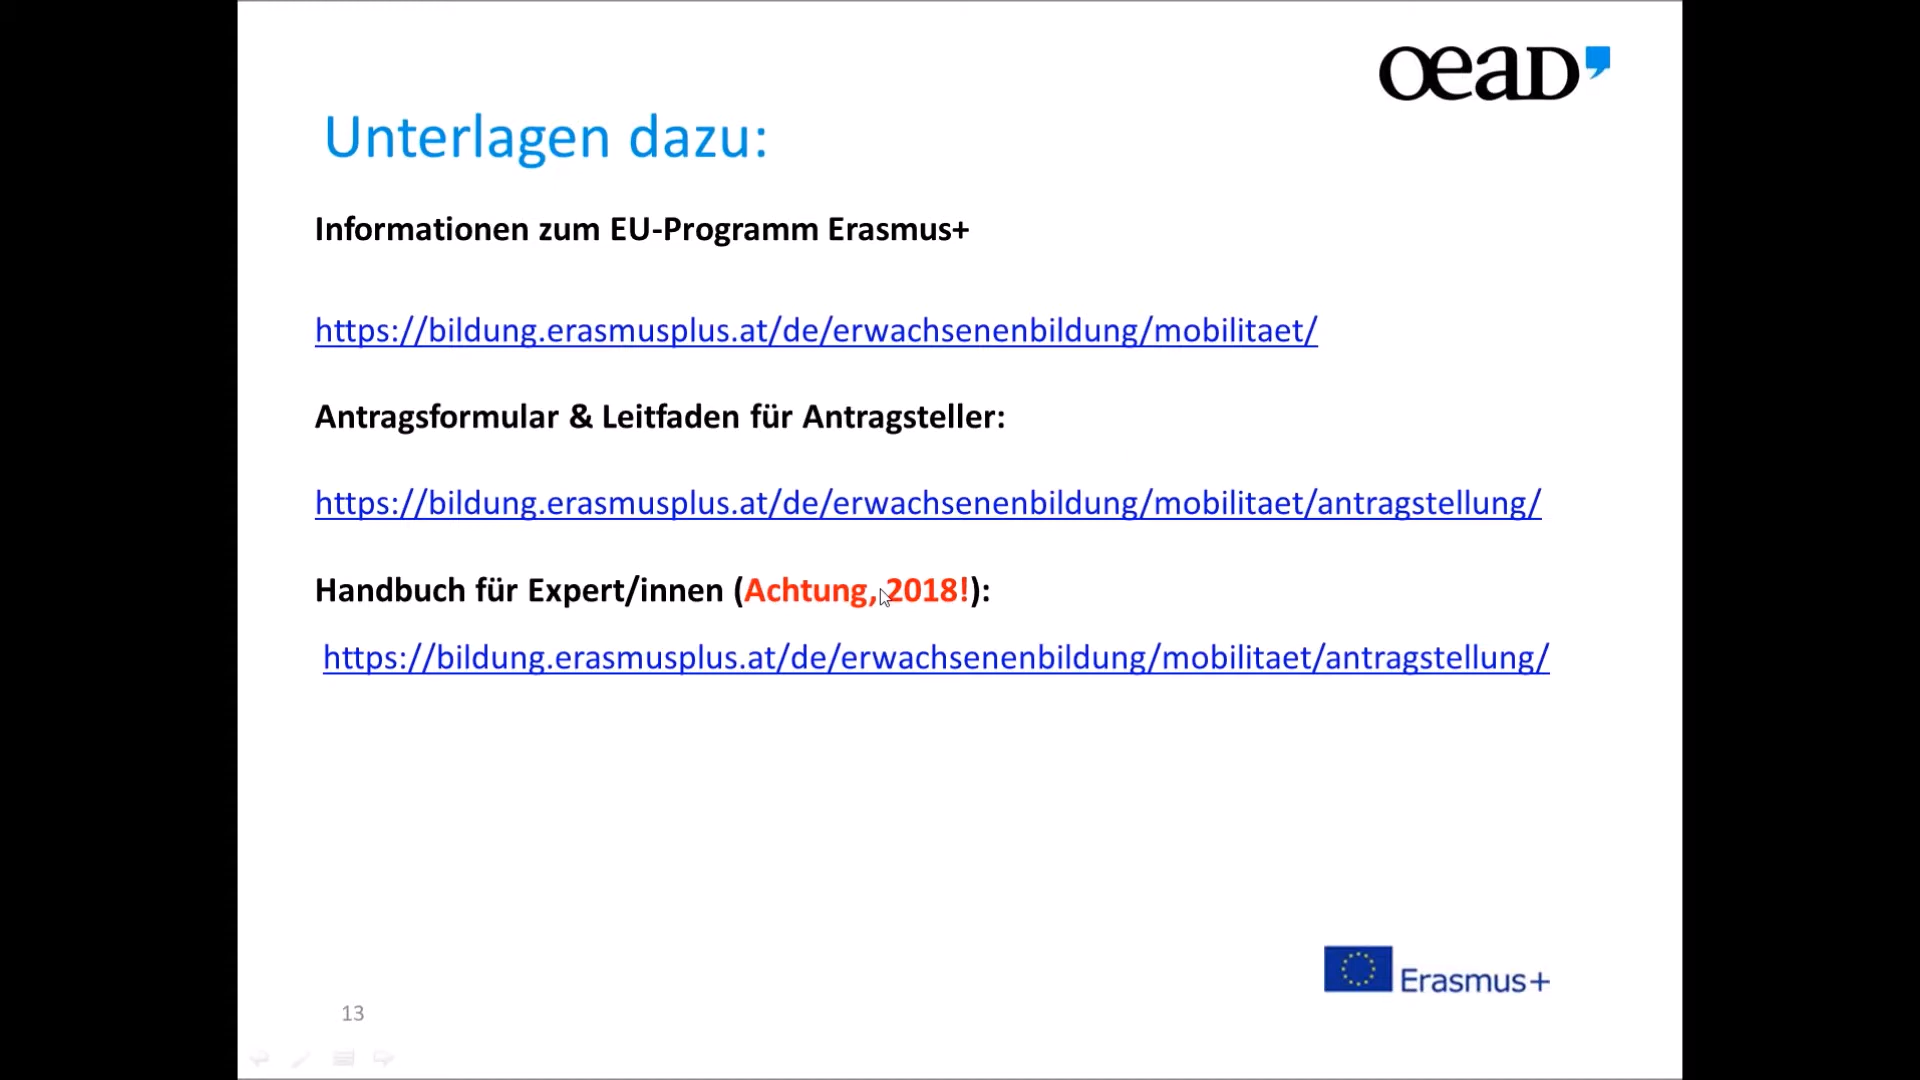 OeAD
Unterlagen dazu:
Informationen zum EU-Programm Erasmus+
https://bildung.erasmusplus.at/de/erwachsenenbildung/mobilitaet/
Antragsformular & Leitfaden für Antragsteller:
https://bildung.erasmusplus.at/de/erwachsenenbildung/mobilitaet/antragstellung/
Handbuch für Expert/innen (Achtung, 2018!):
https://bildung.erasmusplus.at/de/erwachsenenbildung/mobilitaet/antragstellung/
Erasmus+
13